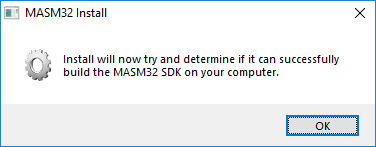 MASM32 Install
Install will now try and determine if it can successfully
build the MASM32 SDK on your computer.
OK